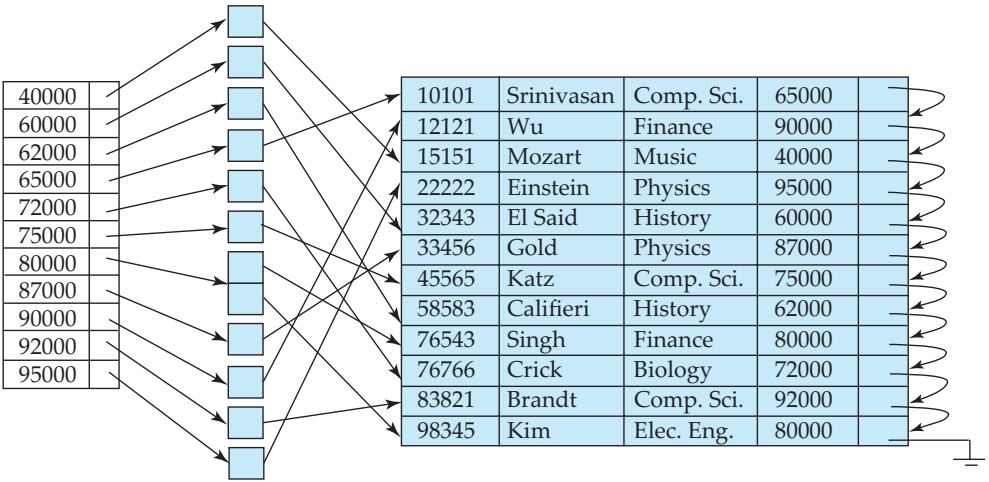 40000
60000
62000
65000
72000
75000
80000
87000
90000
92000
95000
10101 Srinivasan Comp. Sci. 65000
12121 Wu Finance 90000
15151 Mozart Music 40000
22222 Einstein Physics 95000
32343 El Said History 60000
33456 Gold Physics 87000
45565 Katz Comp. Sci. 75000
58583 Califieri History 62000
76543 Singh Finance 80000
76766 Crick Biology 72000
83821 Brandt Comp. Sci. 92000
98345 Kim Elec. Eng. 80000